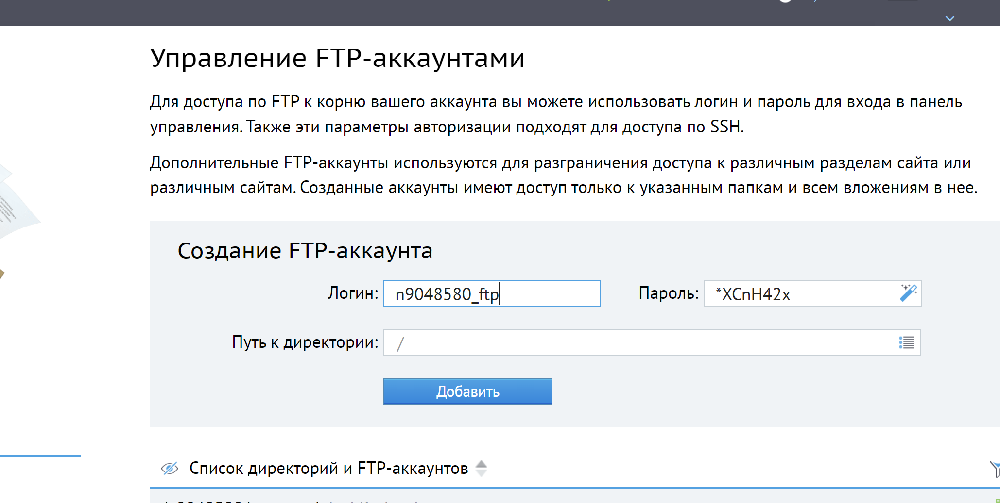 Управление FTP-аккаунтами
Для доступа по FTP к корню вашего аккаунта вы можете использовать логин и пароль для входа в панель
управления. Также эти параметры авторизации подходят для доступа по SSH.
Дополнительные FTP-аккаунты используются для разграничения доступа к различным разделам сайта или
различным сайтам. Созданные аккаунты имеют доступ только к указанным папкам и всем вложениям в нее.
Создание FTP-аккаунта
Логин: n9048580_ftp Пароль: *XCnH42x
Путь к директории: /
Добавить
Список директорий и FTP-аккаунтов